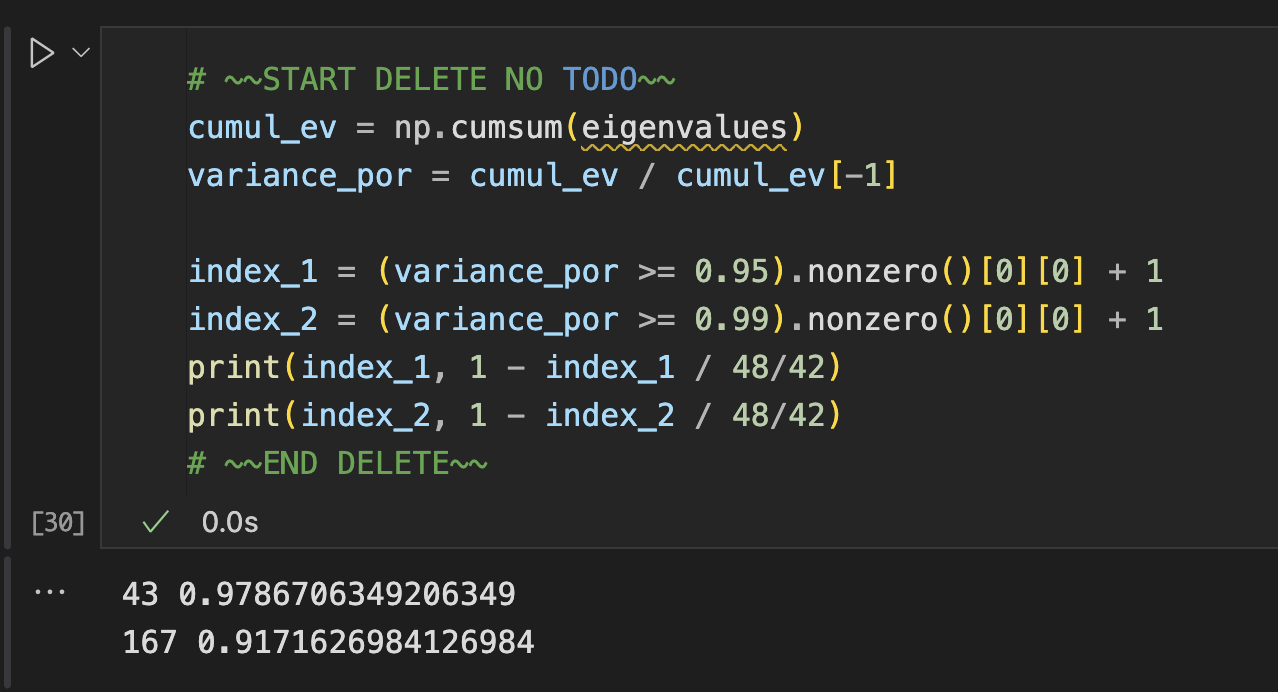 # ~~START DELETE NO TODO~~
cumul_ev = np.cumsum(eigenvalues)
variance_por = cumul_ev / cumul_ev[-1]
index_1 = (variance_por >= 0.95).nonzero()[0][0] + 1
index_2 = (variance_por >= 0.99).nonzero()[0][0] + 1
print(index_1, 1 - index_1 / 48/42)
print(index_2, 1 - index_2 / 48/42)
# ~~END DELETE~~
[30] ✓ 0.0s
... 43 0.9786706349206349
167 0.9171626984126984